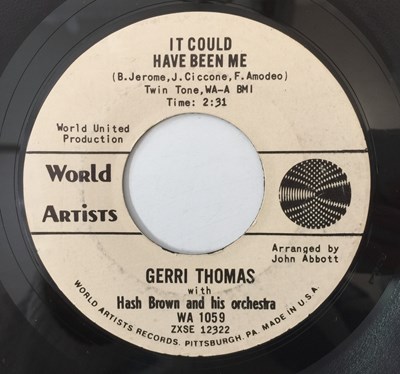 IT COULD
HAVE BEEN ME
(B.Jerome,J.Ciccone,F.Amodeo)
Twin Tone,WA-A BMI
Time: 2:31
World United
Production
World
Artists
Arranged by
John Abbott
GERRI THOMAS
with
Hash Brown and his orchestra
WA 1059
ZXSE 12322
WORLD ARTISTS RECORDS. PITTSBURGH, PA. MADE IN U.S.A.